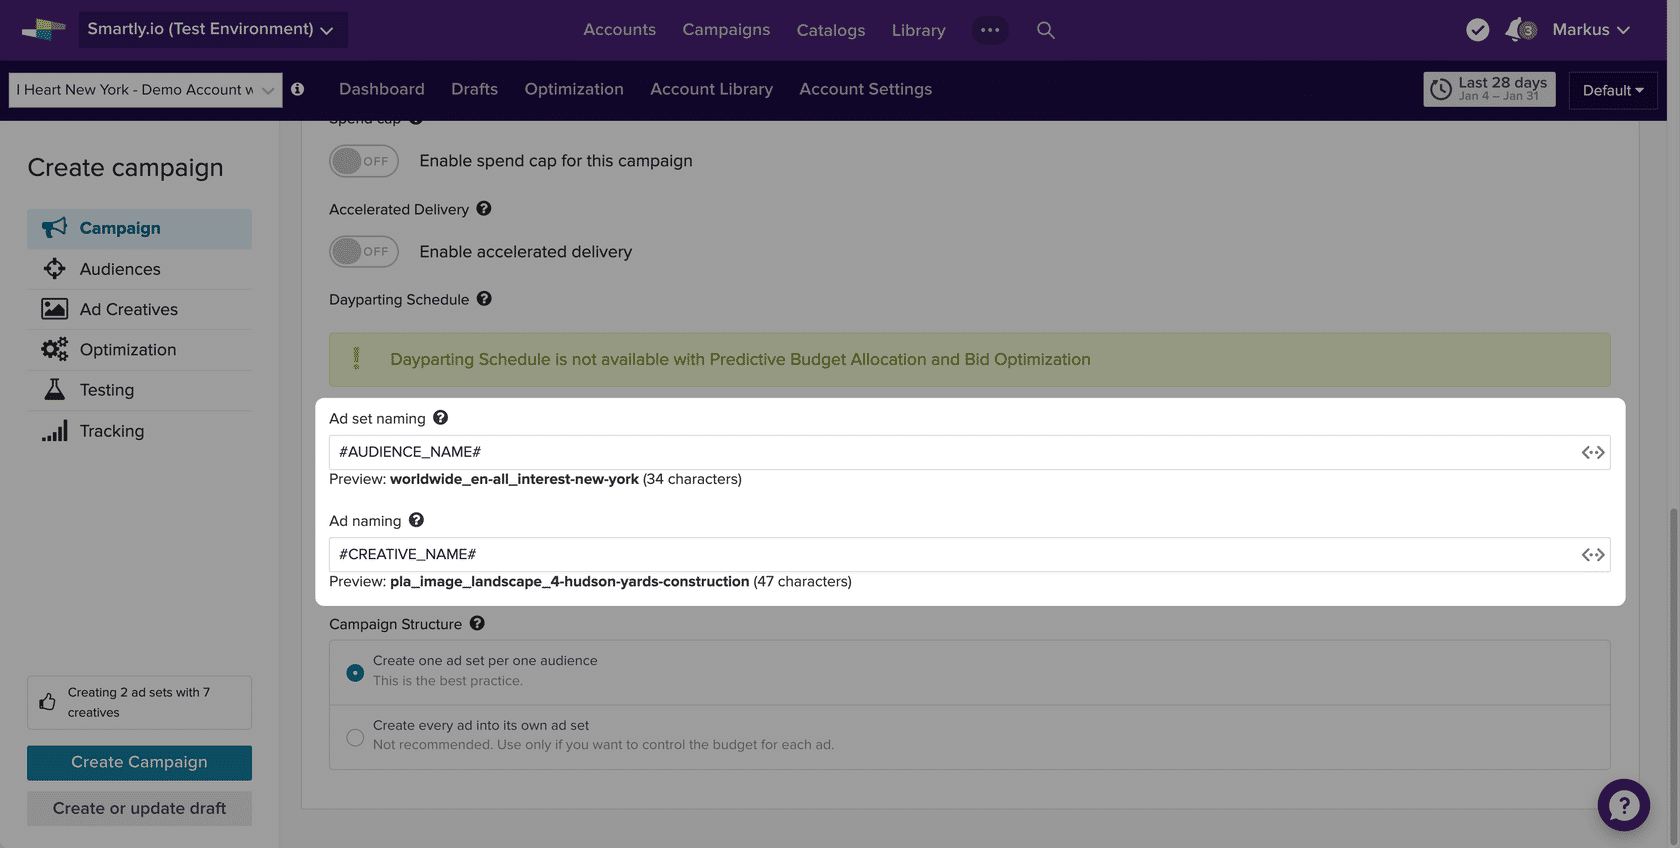 Smartly.io (Test Environment)
Accounts
Campaigns
Catalogs
Library
3
Markus
I Heart New York - Demo Account w
Dashboard
Drafts
Optimization
Account Library
Account Settings
Last 28 days
Jan 4 – Jan 31
Default
Create campaign
Campaign
Audiences
Ad Creatives
Optimization
Testing
Tracking
Creating 2 ad sets with 7
creatives
Create Campaign
Create or update draft
Spend cap
OFF
Enable spend cap for this campaign
Accelerated Delivery
OFF
Enable accelerated delivery
Dayparting Schedule
Dayparting Schedule is not available with Predictive Budget Allocation and Bid Optimization
Ad set naming
#AUDIENCE_NAME#
Preview: worldwide_en-all_interest-new-york (34 characters)
Ad naming
#CREATIVE_NAME#
Preview: pla_image_landscape_4-hudson-yards-construction (47 characters)
Campaign Structure
Create one ad set per one audience
This is the best practice.
Create every ad into its own ad set
Not recommended. Use only if you want to control the budget for each ad.